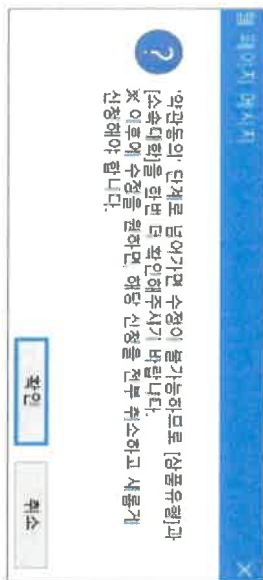 웹 페이지 메시지
'약관동의' 단계로 넘어가면 수정이 불가능하므로 [상품유형]과
[소속대학]을 한번 더 확인해주시기 바랍니다.
※ 이후에 수정을 원하면, 해당 신청을 전부 취소하고 새롭게
신청해야 합니다.
확인
취소